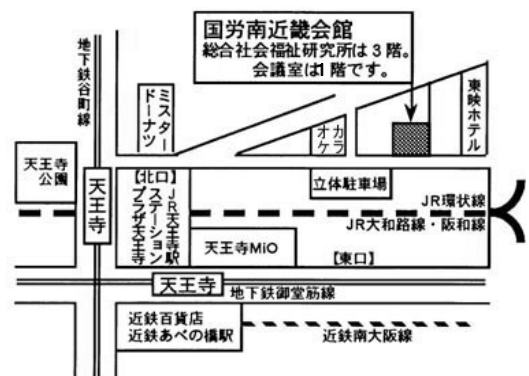 国労南近畿会館
総合社会福祉研究所は3階。
会議室は1階です。
地下鉄谷町線
ミスター
ドーナツ
カラ
オケ
東映ホテル
天王寺
公園
天王寺
【北口】
JR天王寺駅
ステーション
プラザ天王寺
立体駐車場
JR環状線
JR大和路線・阪和線
天王寺MiO
【東口】
天王寺
地下鉄御堂筋線
近鉄百貨店
近鉄あべの橋駅
近鉄南大阪線